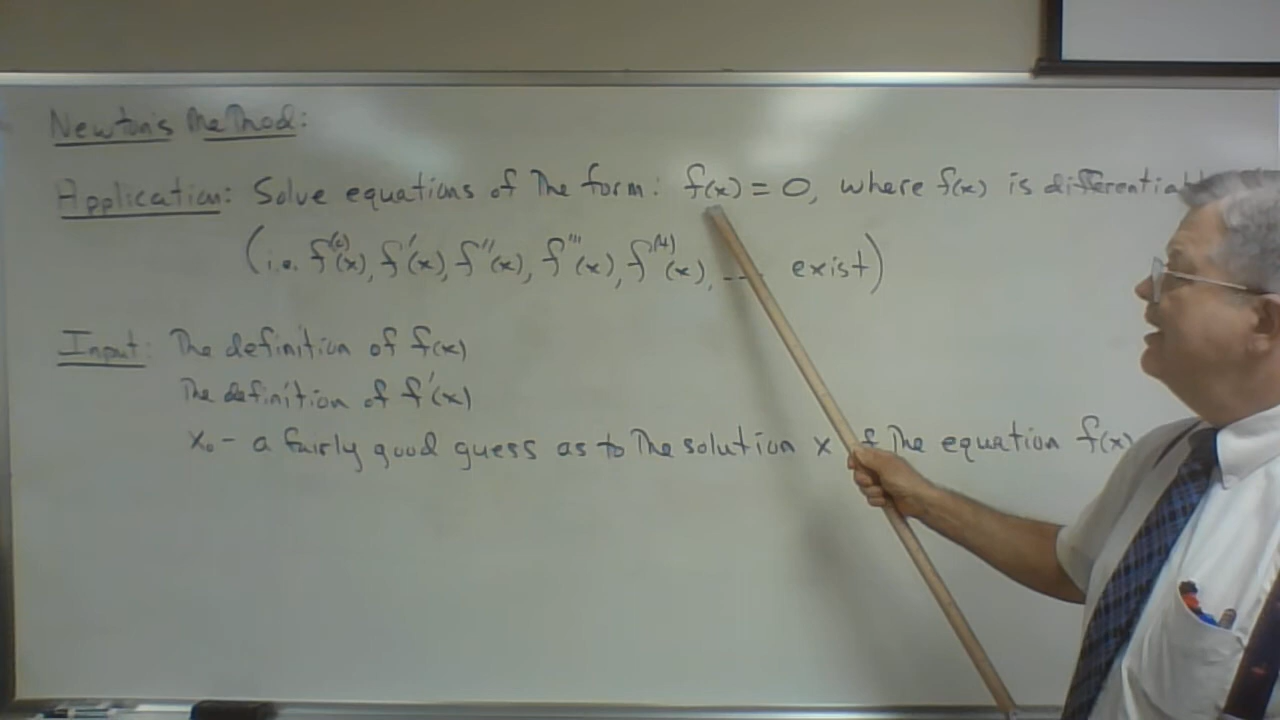 Newton's Method:
Application: Solve equations of The form: f(x) = 0, where f(x) is differentia
(i.e. f⁽⁰⁾(x), f′(x), f″(x), f‴(x), f⁽⁴⁾(x), ... exist)
Input: The definition of f(x)
The definition of f′(x)
x₀ - a fairly good guess as to The solution x of The equation f(x)